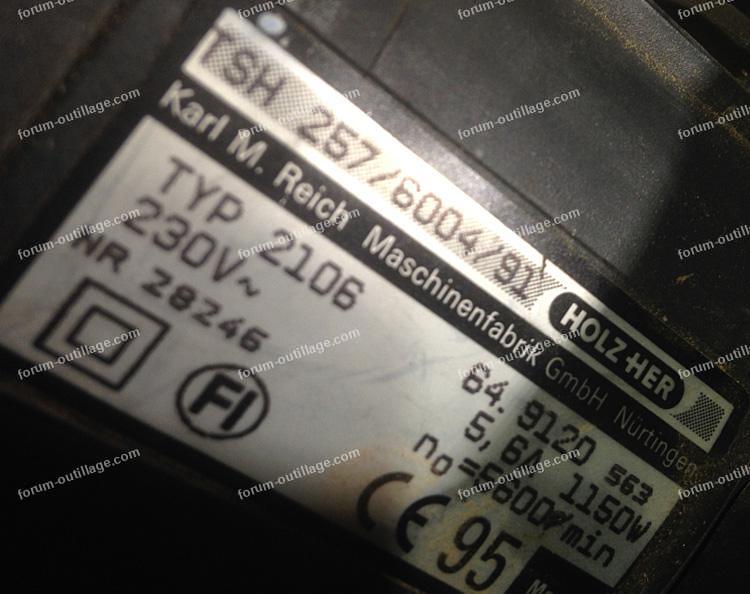 TSH 257/6004/91 HOLZ-HER
Karl M. Reich Maschinenfabrik GmbH Nürtingen
TYP 2106
230V~
NR 28246
FI
64. 9120 563
5,6A 1150W
n₀=5600/min
CE 95
forum-outillage.com